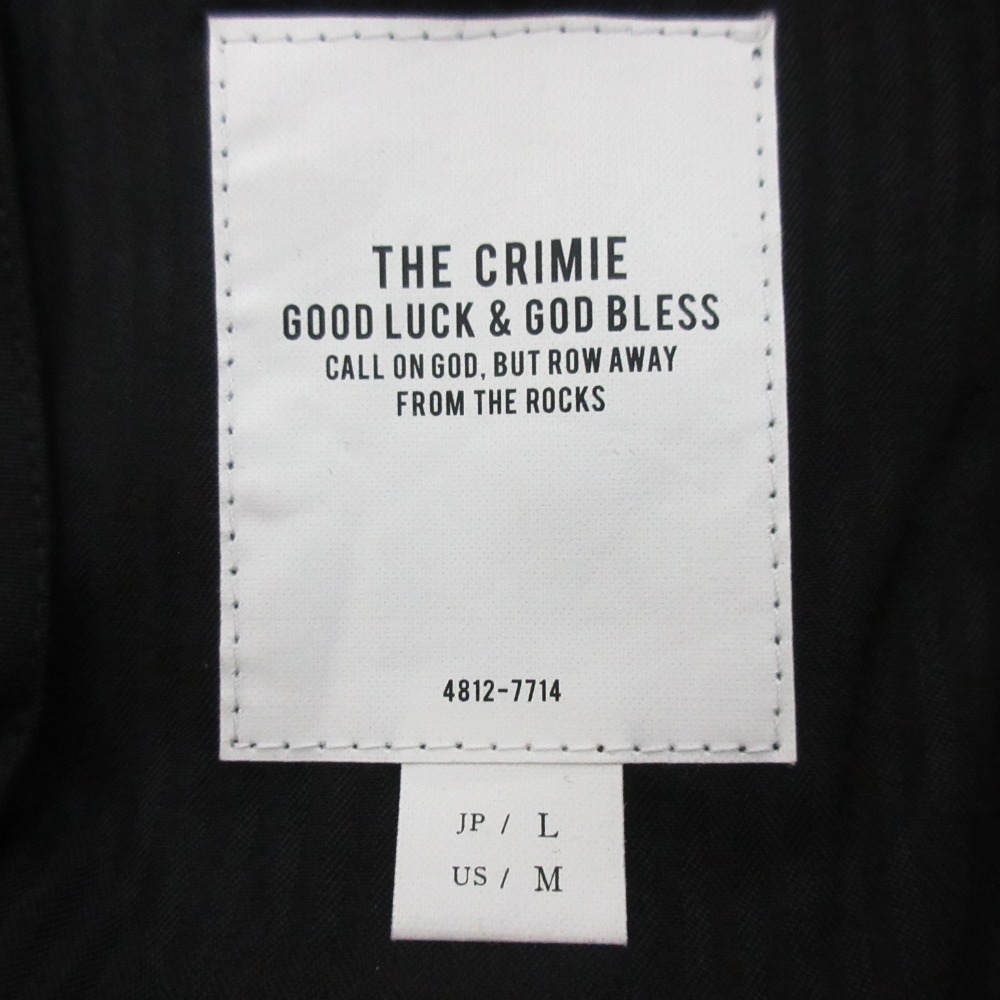 THE CRIMIE
GOOD LUCK & GOD BLESS
CALL ON GOD, BUT ROW AWAY
FROM THE ROCKS
4812-7714
JP / L
US / M